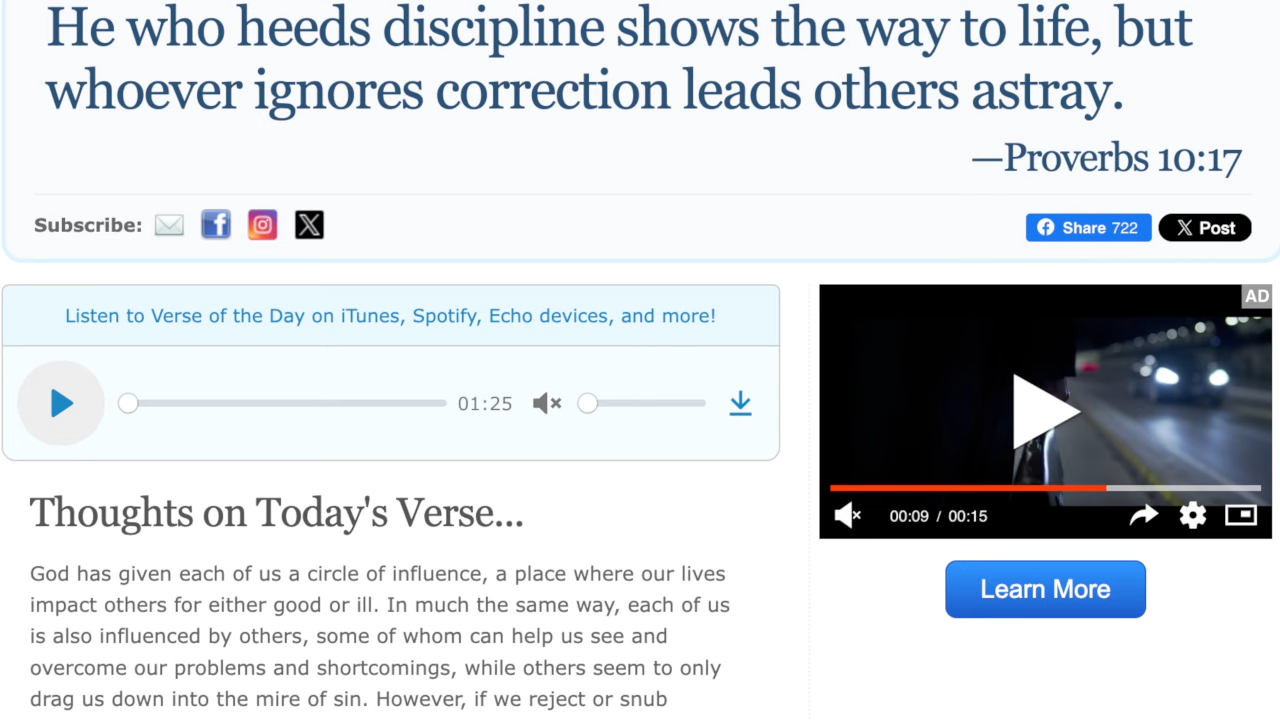 He who heeds discipline shows the way to life, but
whoever ignores correction leads others astray.
—Proverbs 10:17
Subscribe:
Share 722
Post
Listen to Verse of the Day on iTunes, Spotify, Echo devices, and more!
01:25
AD
00:09 / 00:15
Learn More
Thoughts on Today's Verse...
God has given each of us a circle of influence, a place where our lives
impact others for either good or ill. In much the same way, each of us
is also influenced by others, some of whom can help us see and
overcome our problems and shortcomings, while others seem to only
drag us down into the mire of sin. However, if we reject or snub